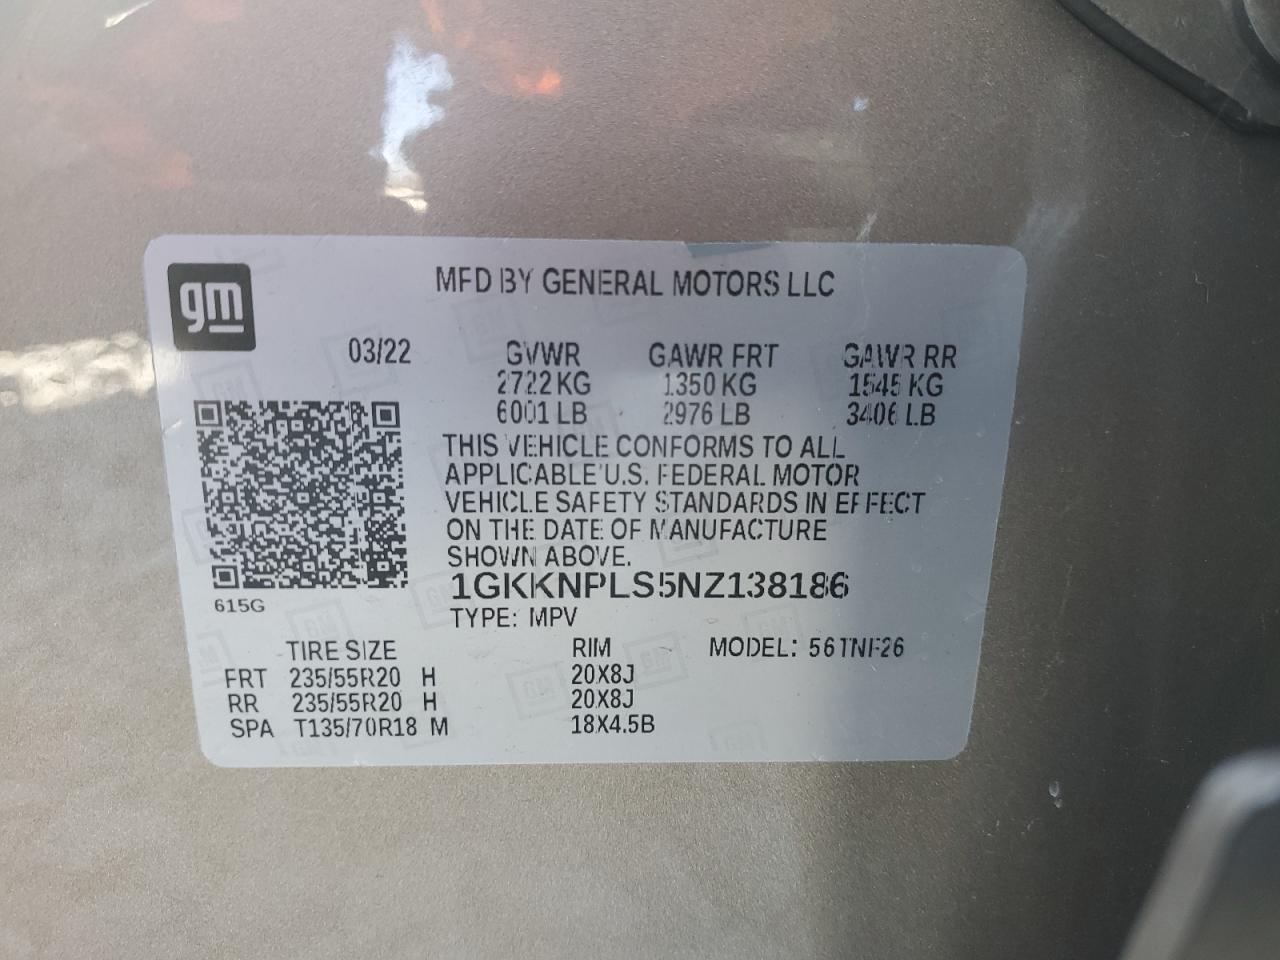 gm
MFD BY GENERAL MOTORS LLC
03/22 GVWR GAWR FRT GAWR RR
2722 KG 1350 KG 1545 KG
6001 LB 2976 LB 3406 LB
THIS VEHICLE CONFORMS TO ALL
APPLICABLE U.S. FEDERAL MOTOR
VEHICLE SAFETY STANDARDS IN EFFECT
ON THE DATE OF MANUFACTURE
SHOWN ABOVE.
1GKKNPLS5NZ138186
615G
TYPE: MPV
TIRE SIZE RIM MODEL: 56TNF26
FRT 235/55R20 H 20X8J
RR 235/55R20 H 20X8J
SPA T135/70R18 M 18X4.5B